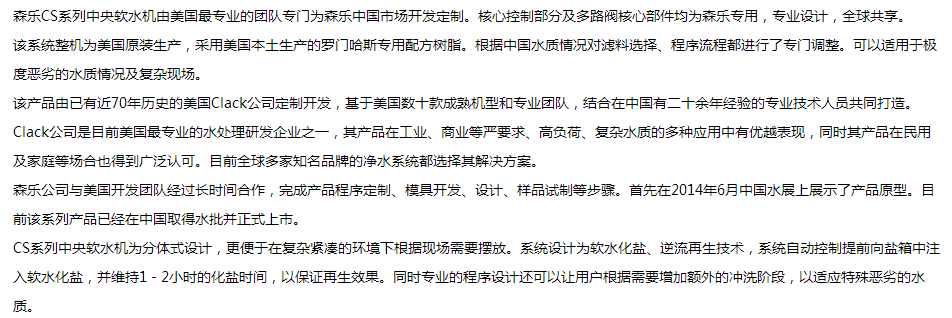 森乐CS系列中央软水机由美国最专业的团队专门为森乐中国市场开发定制。核心控制部分及多路阀核心部件均为森乐专用，专业设计，全球共享。
该系统整机为美国原装生产，采用美国本土生产的罗门哈斯专用配方树脂。根据中国水质情况对滤料选择、程序流程都进行了专门调整。可以适用于极
度恶劣的水质情况及复杂现场。
该产品由已有近70年历史的美国Clack公司定制开发，基于美国数十款成熟机型和专业团队，结合在中国有二十余年经验的专业技术人员共同打造。
Clack公司是目前美国最专业的水处理研发企业之一，其产品在工业、商业等严要求、高负荷、复杂水质的多种应用中有优越表现，同时其产品在民用
及家庭等场合也得到广泛认可。目前全球多家知名品牌的净水系统都选择其解决方案。
森乐公司与美国开发团队经过长时间合作，完成产品程序定制、模具开发、设计、样品试制等步骤。首先在2014年6月中国水展上展示了产品原型。目
前该系列产品已经在中国取得水批并正式上市。
CS系列中央软水机为分体式设计，更便于在复杂紧凑的环境下根据现场需要摆放。系统设计为软水化盐、逆流再生技术，系统自动控制提前向盐箱中注
入软水化盐，并维持1－2小时的化盐时间，以保证再生效果。同时专业的程序设计还可以让用户根据需要增加额外的冲洗阶段，以适应特殊恶劣的水
质。